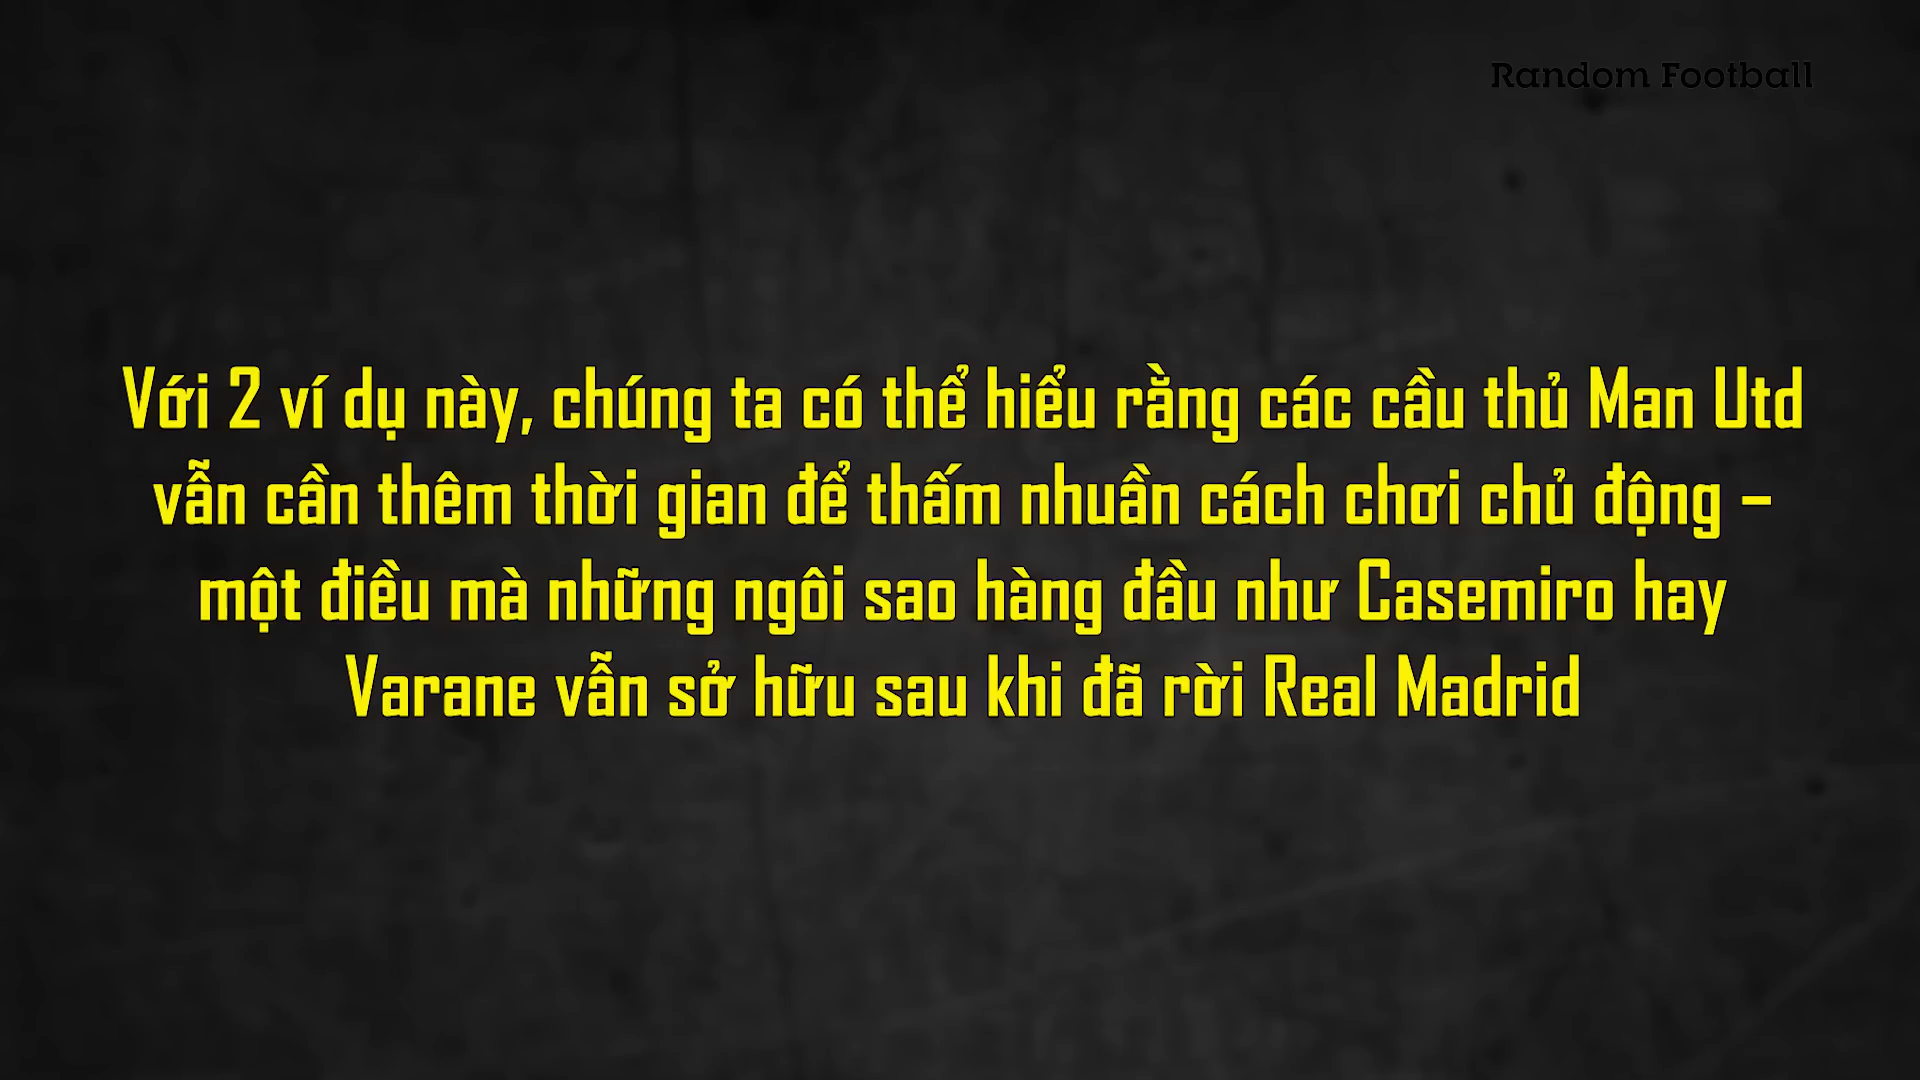 Random Football
Với 2 ví dụ này, chúng ta có thể hiểu rằng các cầu thủ Man Utd
vẫn cần thêm thời gian để thấm nhuần cách chơi chủ động –
một điều mà những ngôi sao hàng đầu như Casemiro hay
Varane vẫn sở hữu sau khi đã rời Real Madrid